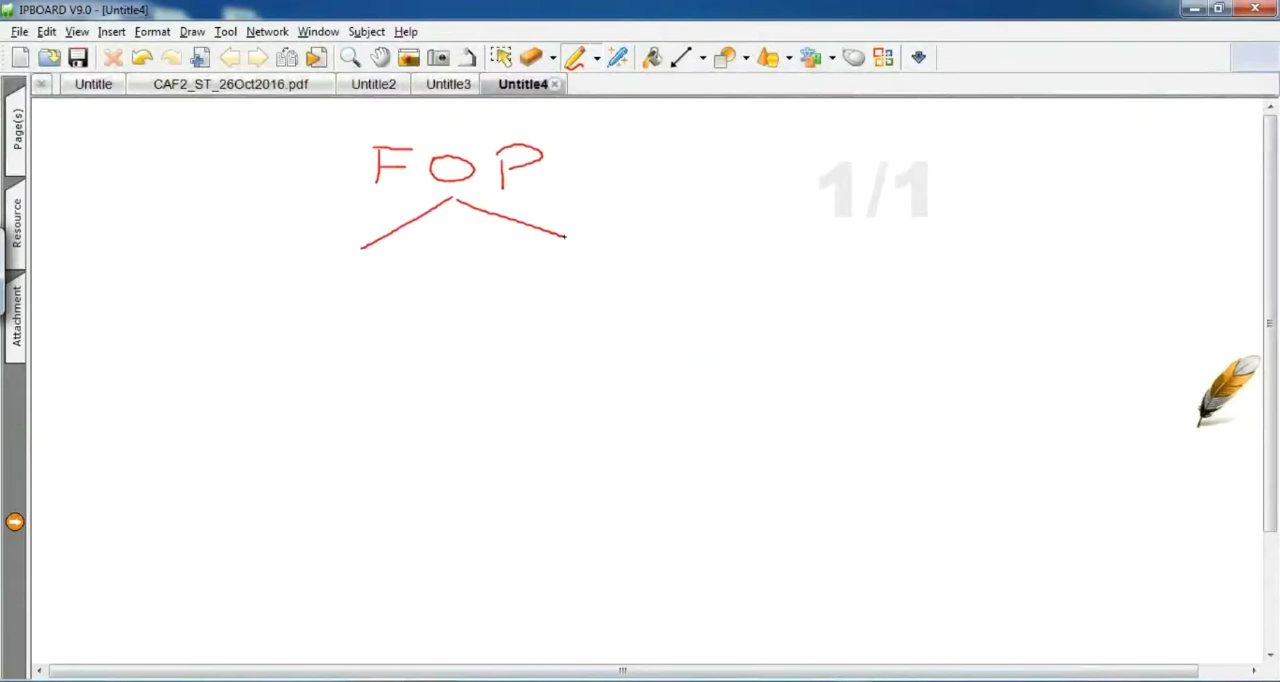 IPBOARD V9.0 - [Untitled4]
File Edit View Insert Format Draw Tool Network Window Subject Help
Untitle CAF2_ST_26Oct2016.pdf Untitle2 Untitle3 Untitle4
Page(s)
Resource
Attachment
FOP
1/1